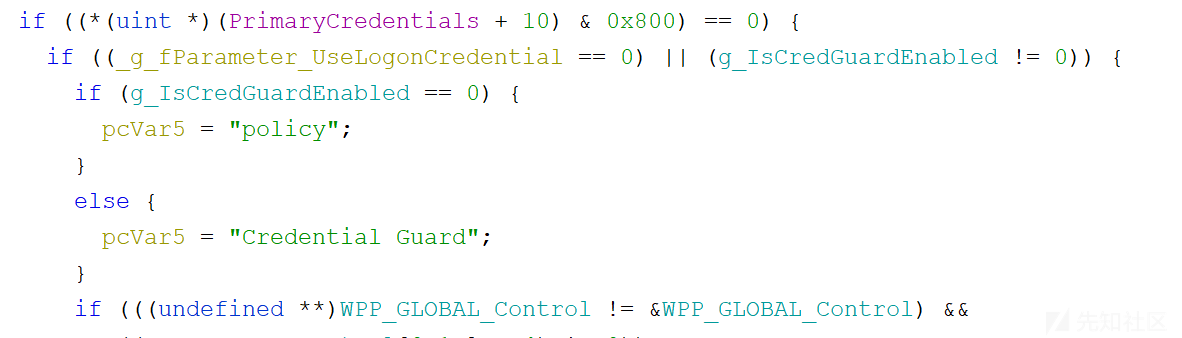 if ((*(uint *)(PrimaryCredentials + 10) & 0x800) == 0) {
if ((_g_fParameter_UseLogonCredential == 0) || (g_IsCredGuardEnabled != 0)) {
if (g_IsCredGuardEnabled == 0) {
pcVar5 = "policy";
}
else {
pcVar5 = "Credential Guard";
}
if (((undefined **)WPP_GLOBAL_Control != &WPP_GLOBAL_Control) &&
先知社区